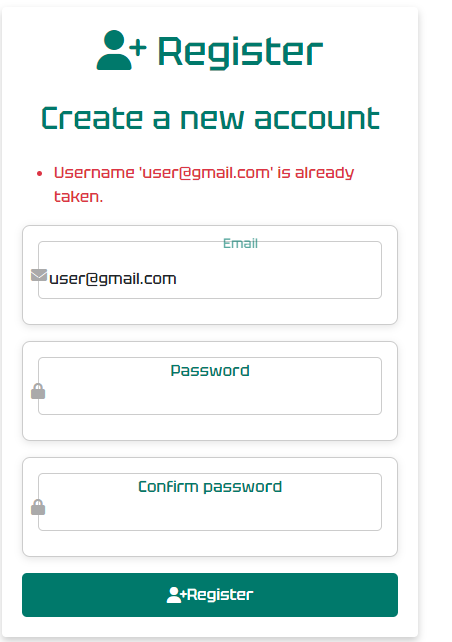 Register
Create a new account
Username 'user@gmail.com' is already
taken.
Email
user@gmail.com
Password
Confirm password
Register